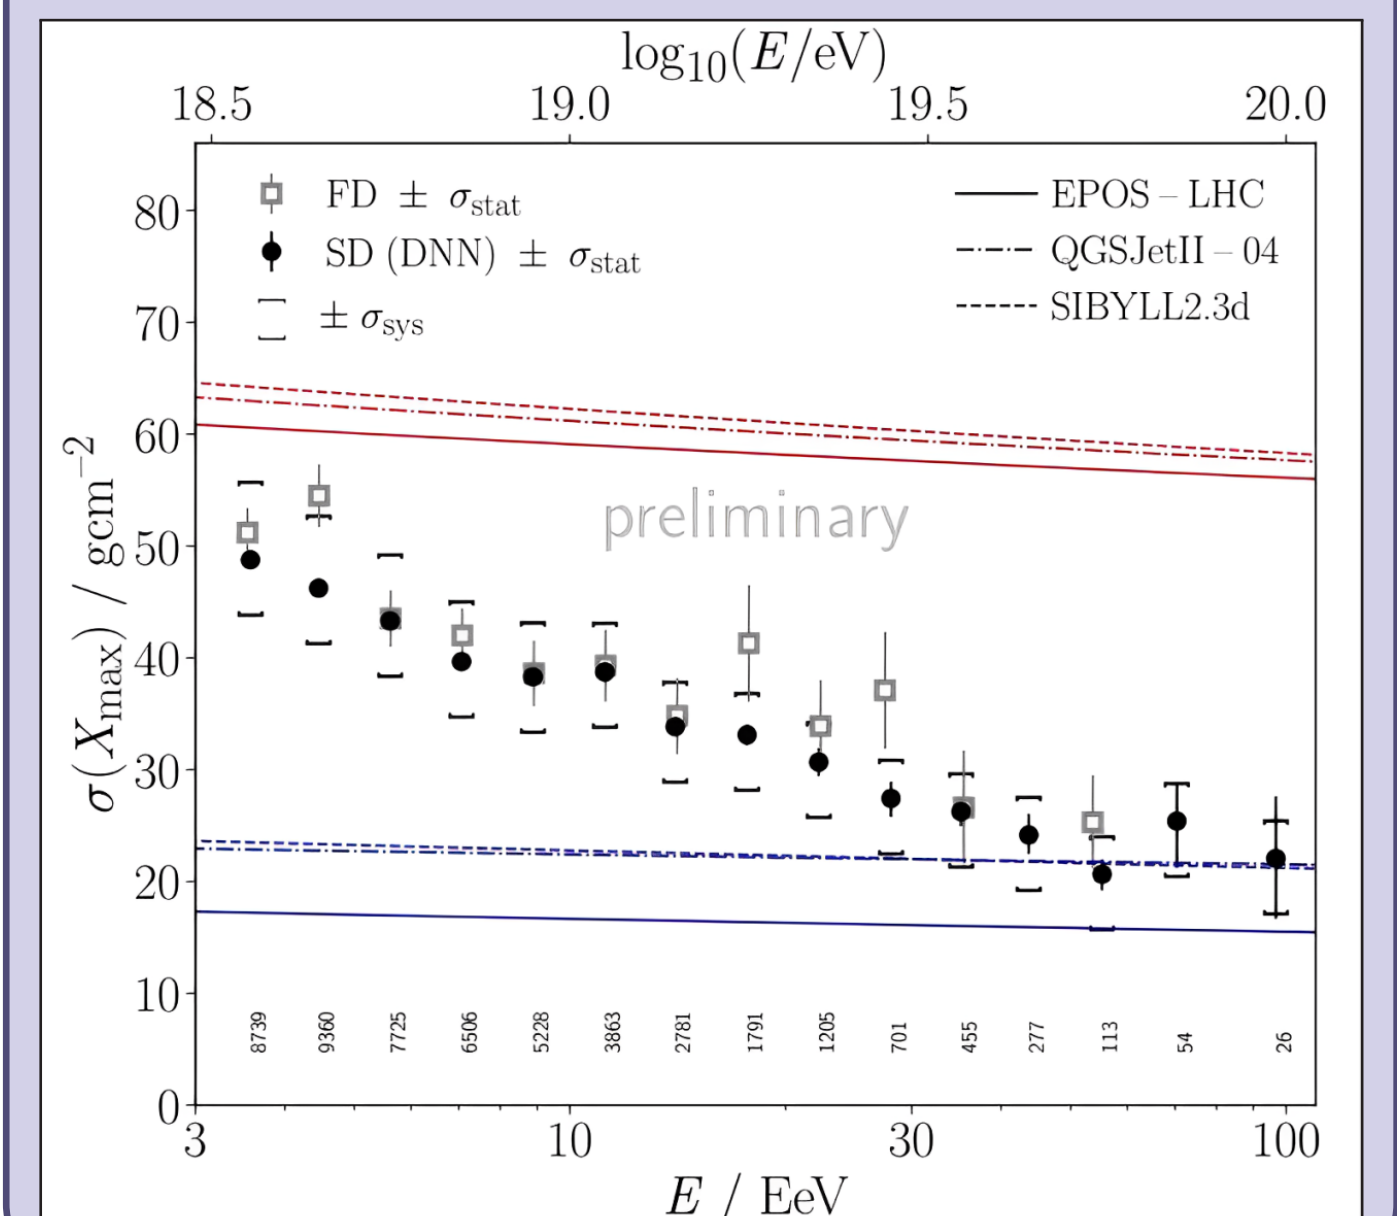 log₁₀(E/eV)
18.5 19.0 19.5 20.0
FD ± σstat
SD (DNN) ± σstat
± σsys
EPOS – LHC
QGSJetII – 04
SIBYLL2.3d
preliminary
σ(Xmax) / gcm⁻²
80
70
60
50
40
30
20
10
0
8739 9360 7725 6506 5228 3863 2781 1791 1205 701 455 277 113 54 26
3 10 30 100
E / EeV